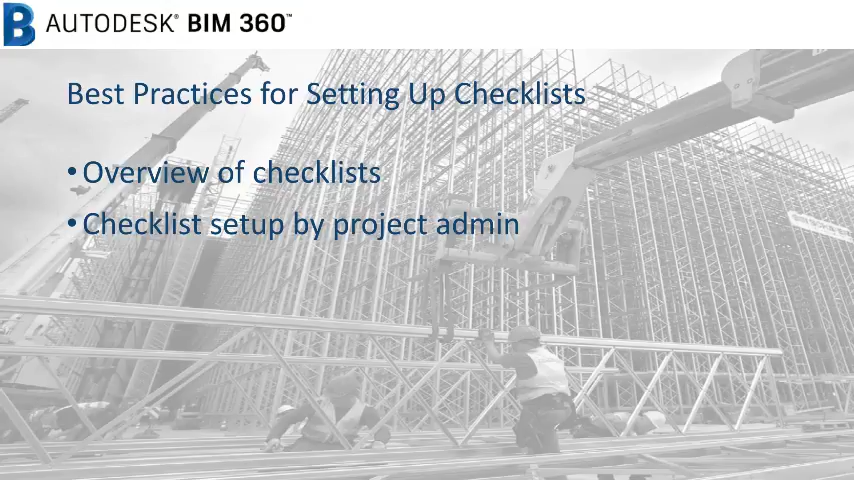 AUTODESK® BIM 360™
Best Practices for Setting Up Checklists
• Overview of checklists
• Checklist setup by project admin